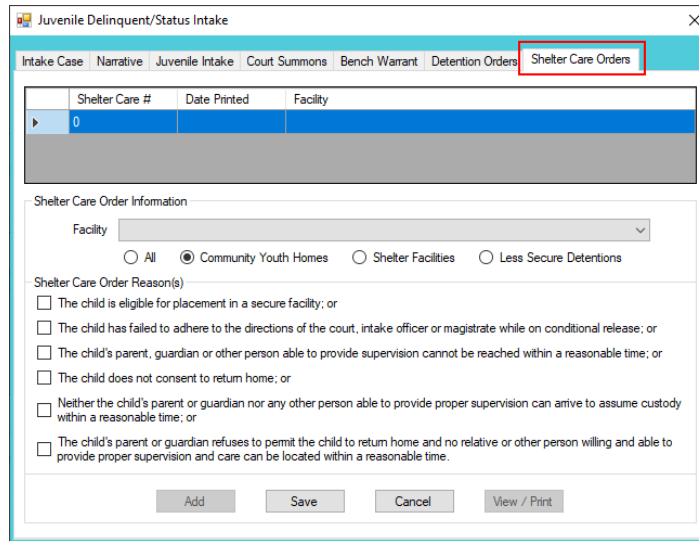 Juvenile Delinquent/Status Intake
Intake Case Narrative Juvenile Intake Court Summons Bench Warrant Detention Orders Shelter Care Orders
Shelter Care # Date Printed Facility
0
Shelter Care Order Information
Facility
All Community Youth Homes Shelter Facilities Less Secure Detentions
Shelter Care Order Reason(s)
The child is eligible for placement in a secure facility; or
The child has failed to adhere to the directions of the court, intake officer or magistrate while on conditional release; or
The child's parent, guardian or other person able to provide supervision cannot be reached within a reasonable time; or
The child does not consent to return home; or
Neither the child's parent or guardian nor any other person able to provide proper supervision can arrive to assume custody
within a reasonable time; or
The child's parent or guardian refuses to permit the child to return home and no relative or other person willing and able to
provide proper supervision and care can be located within a reasonable time.
Add Save Cancel View / Print